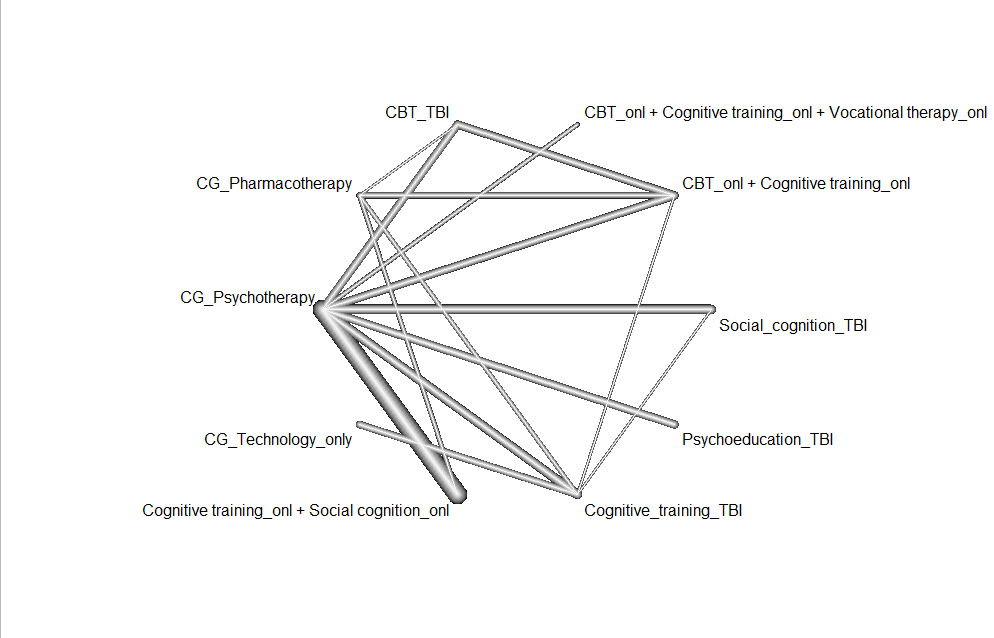 CBT_TBI
CBT_onl + Cognitive training_onl + Vocational therapy_onl
CG_Pharmacotherapy
CBT_onl + Cognitive training_onl
CG_Psychotherapy
Social_cognition_TBI
CG_Technology_only
Psychoeducation_TBI
Cognitive training_onl + Social cognition_onl
Cognitive_training_TBI